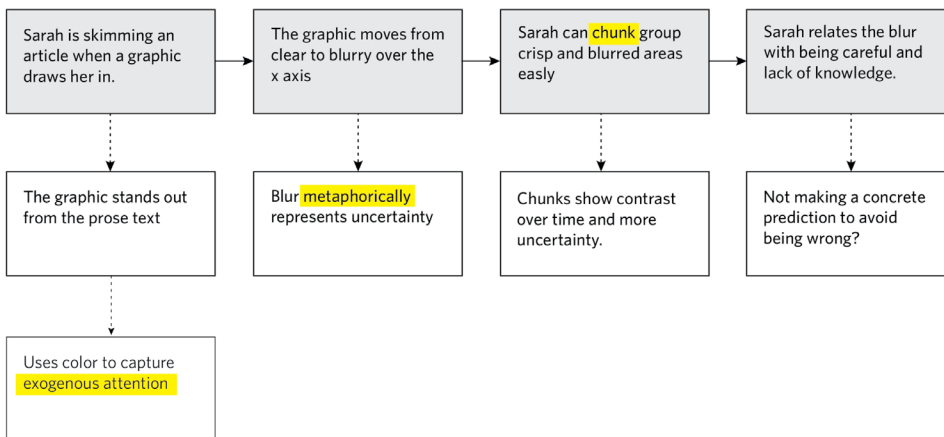 Sarah is skimming an
article when a graphic
draws her in.
The graphic moves from
clear to blurry over the
x axis
Sarah can chunk group
crisp and blurred areas
easly
Sarah relates the blur
with being careful and
lack of knowledge.
The graphic stands out
from the prose text
Blur metaphorically
represents uncertainty
Chunks show contrast
over time and more
uncertainty.
Not making a concrete
prediction to avoid
being wrong?
Uses color to capture
exogenous attention